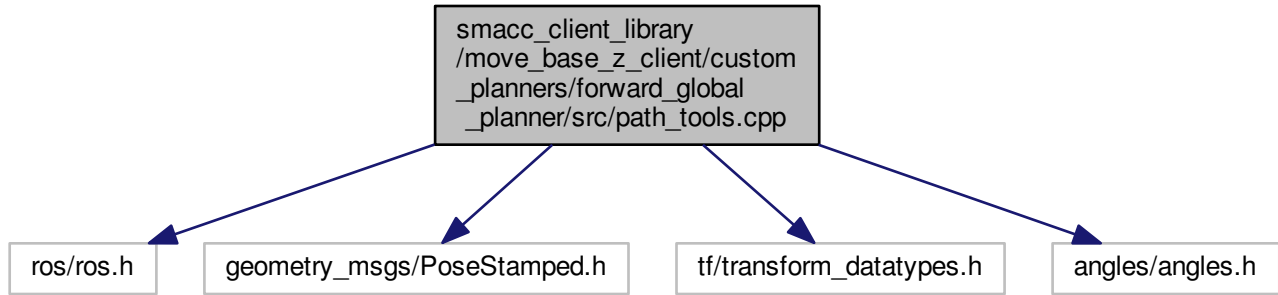 smacc_client_library
/move_base_z_client/custom
_planners/forward_global
_planner/src/path_tools.cpp
ros/ros.h
geometry_msgs/PoseStamped.h
tf/transform_datatypes.h
angles/angles.h